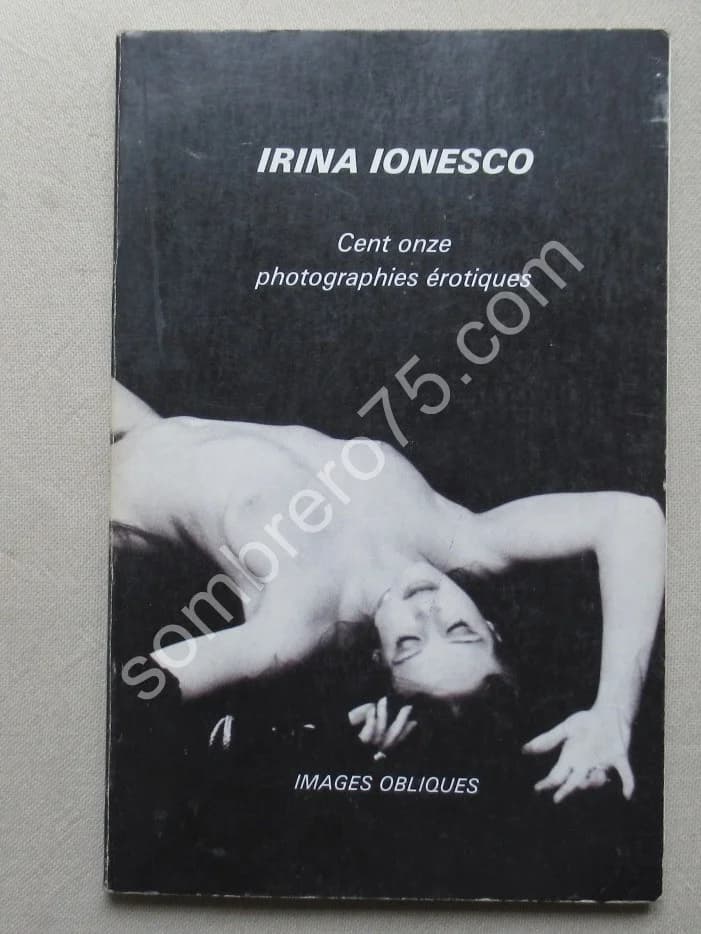 IRINA IONESCO
Cent onze
photographies érotiques
sombrero75.com
IMAGES OBLIQUES